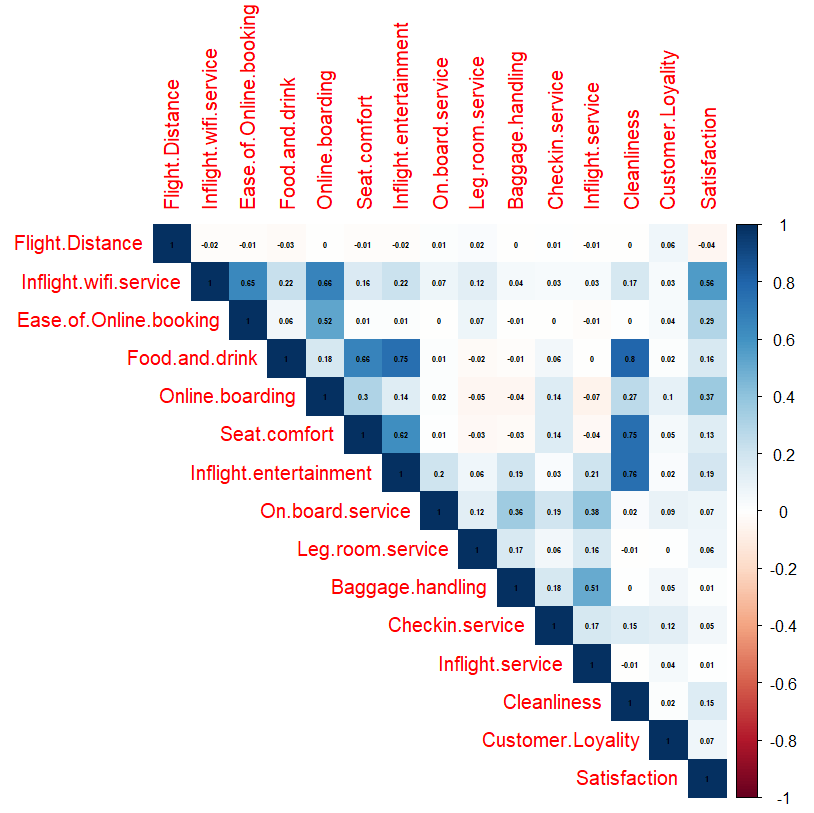 Flight.Distance
Inflight.wifi.service
Ease.of.Online.booking
Food.and.drink
Online.boarding
Seat.comfort
Inflight.entertainment
On.board.service
Leg.room.service
Baggage.handling
Checkin.service
Inflight.service
Cleanliness
Customer.Loyality
Satisfaction
Flight.Distance 1 -0.02 -0.01 -0.03 0 -0.01 -0.02 0.01 0.02 0 0.01 -0.01 0 0.06 -0.04
Inflight.wifi.service 1 0.65 0.22 0.66 0.16 0.22 0.07 0.12 0.04 0.03 0.03 0.17 0.03 0.56
Ease.of.Online.booking 1 0.06 0.52 0.01 0.01 0 0.07 -0.01 0 -0.01 0 0.04 0.29
Food.and.drink 1 0.18 0.66 0.75 0.01 -0.02 -0.01 0.06 0 0.8 0.02 0.16
Online.boarding 1 0.3 0.14 0.02 -0.05 -0.04 0.14 -0.07 0.27 0.1 0.37
Seat.comfort 1 0.62 0.01 -0.03 -0.03 0.14 -0.04 0.75 0.05 0.13
Inflight.entertainment 1 0.2 0.06 0.19 0.03 0.21 0.76 0.02 0.19
On.board.service 1 0.12 0.36 0.19 0.38 0.02 0.09 0.07
Leg.room.service 1 0.17 0.06 0.16 -0.01 0 0.06
Baggage.handling 1 0.18 0.51 0 0.05 0.01
Checkin.service 1 0.17 0.15 0.12 0.05
Inflight.service 1 -0.01 0.04 0.01
Cleanliness 1 0.02 0.15
Customer.Loyality 1 0.07
Satisfaction 1
1
0.8
0.6
0.4
0.2
0
-0.2
-0.4
-0.6
-0.8
-1